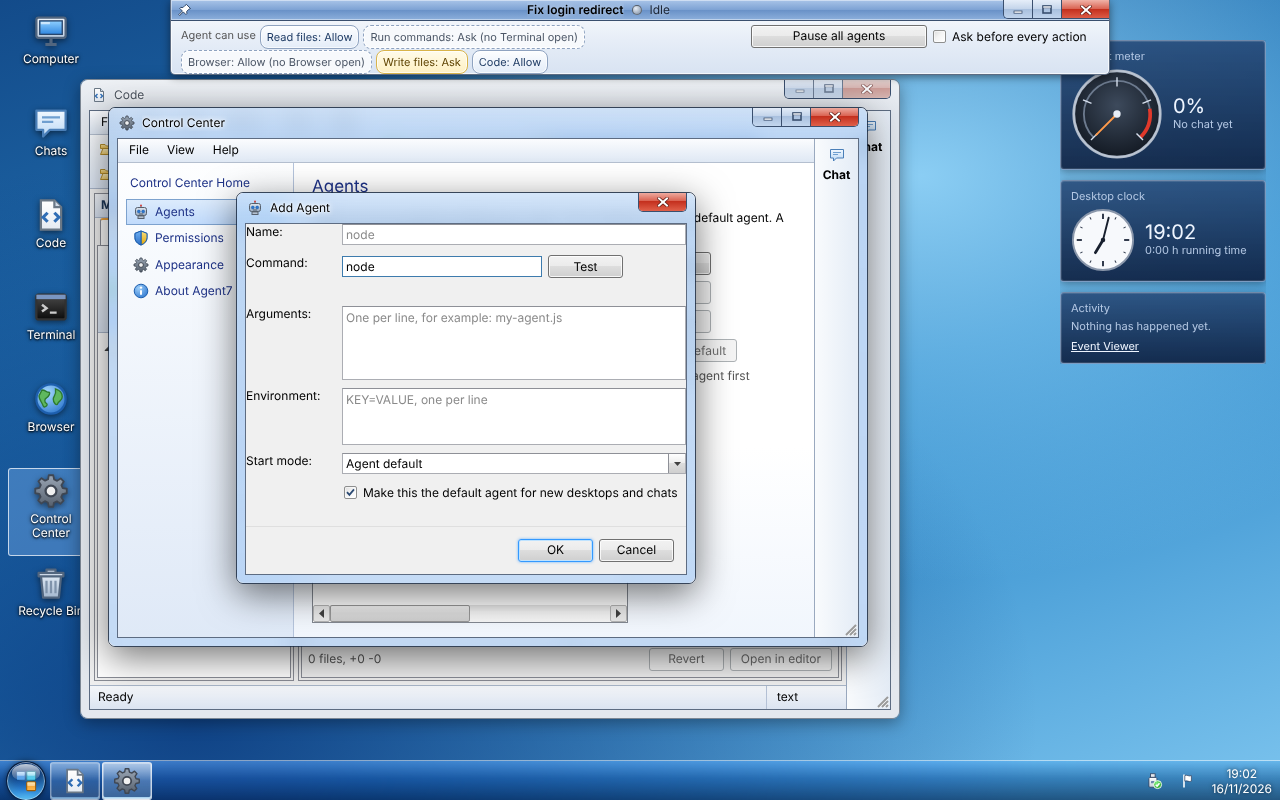 Fix login redirect Idle
Agent can use Read files: Allow Run commands: Ask (no Terminal open)
Browser: Allow (no Browser open) Write files: Ask Code: Allow
Pause all agents Ask before every action
Computer
Chats
Code
Terminal
Browser
Control
Center
Recycle Bin
meter
0%
No chat yet
Desktop clock
19:02
0:00 h running time
Activity
Nothing has happened yet.
Event Viewer
Code
Control Center
File View Help
Chat
Control Center Home
Agents
Permissions
Appearance
About Agent7
Agents
default agent. A
efault
agent first
Add Agent
Name: node
Command: node Test
Arguments: One per line, for example: my-agent.js
Environment: KEY=VALUE, one per line
Start mode: Agent default
Make this the default agent for new desktops and chats
OK Cancel
0 files, +0 -0 Revert Open in editor
Ready text
19:02
16/11/2026